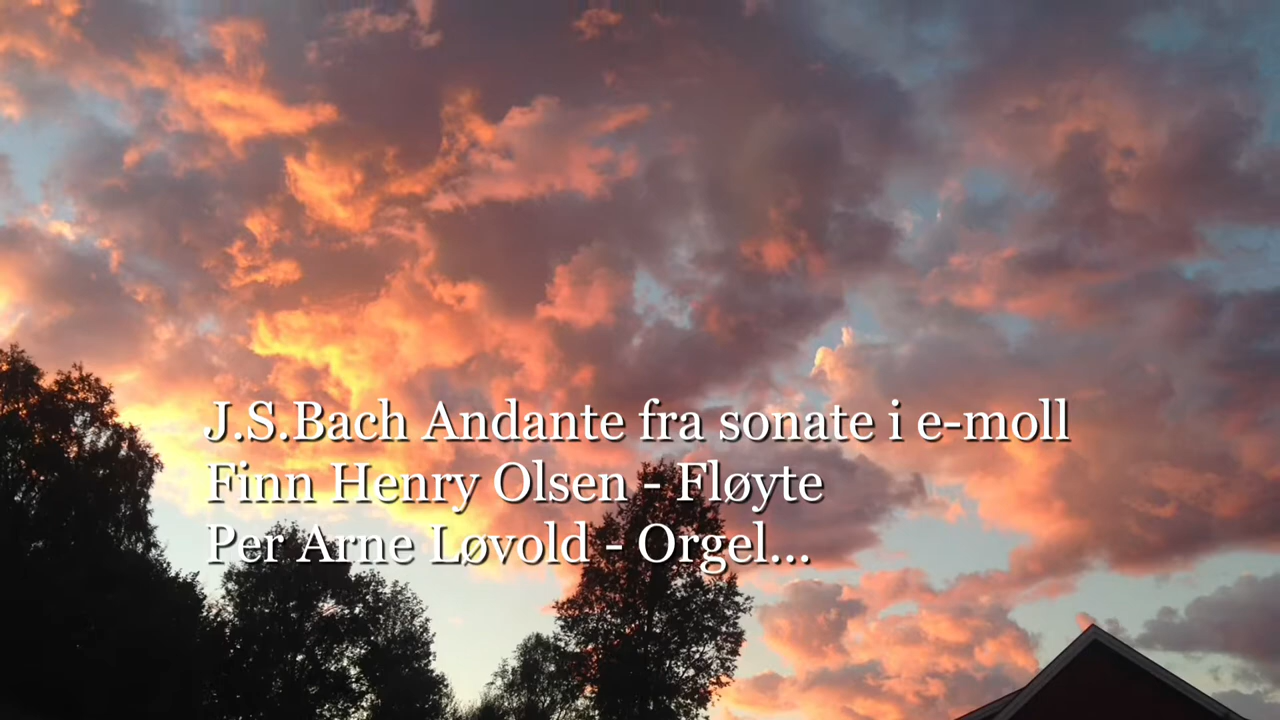 J.S.Bach Andante fra sonate i e-moll
Finn Henry Olsen - Fløyte
Per Arne Løvold - Orgel...